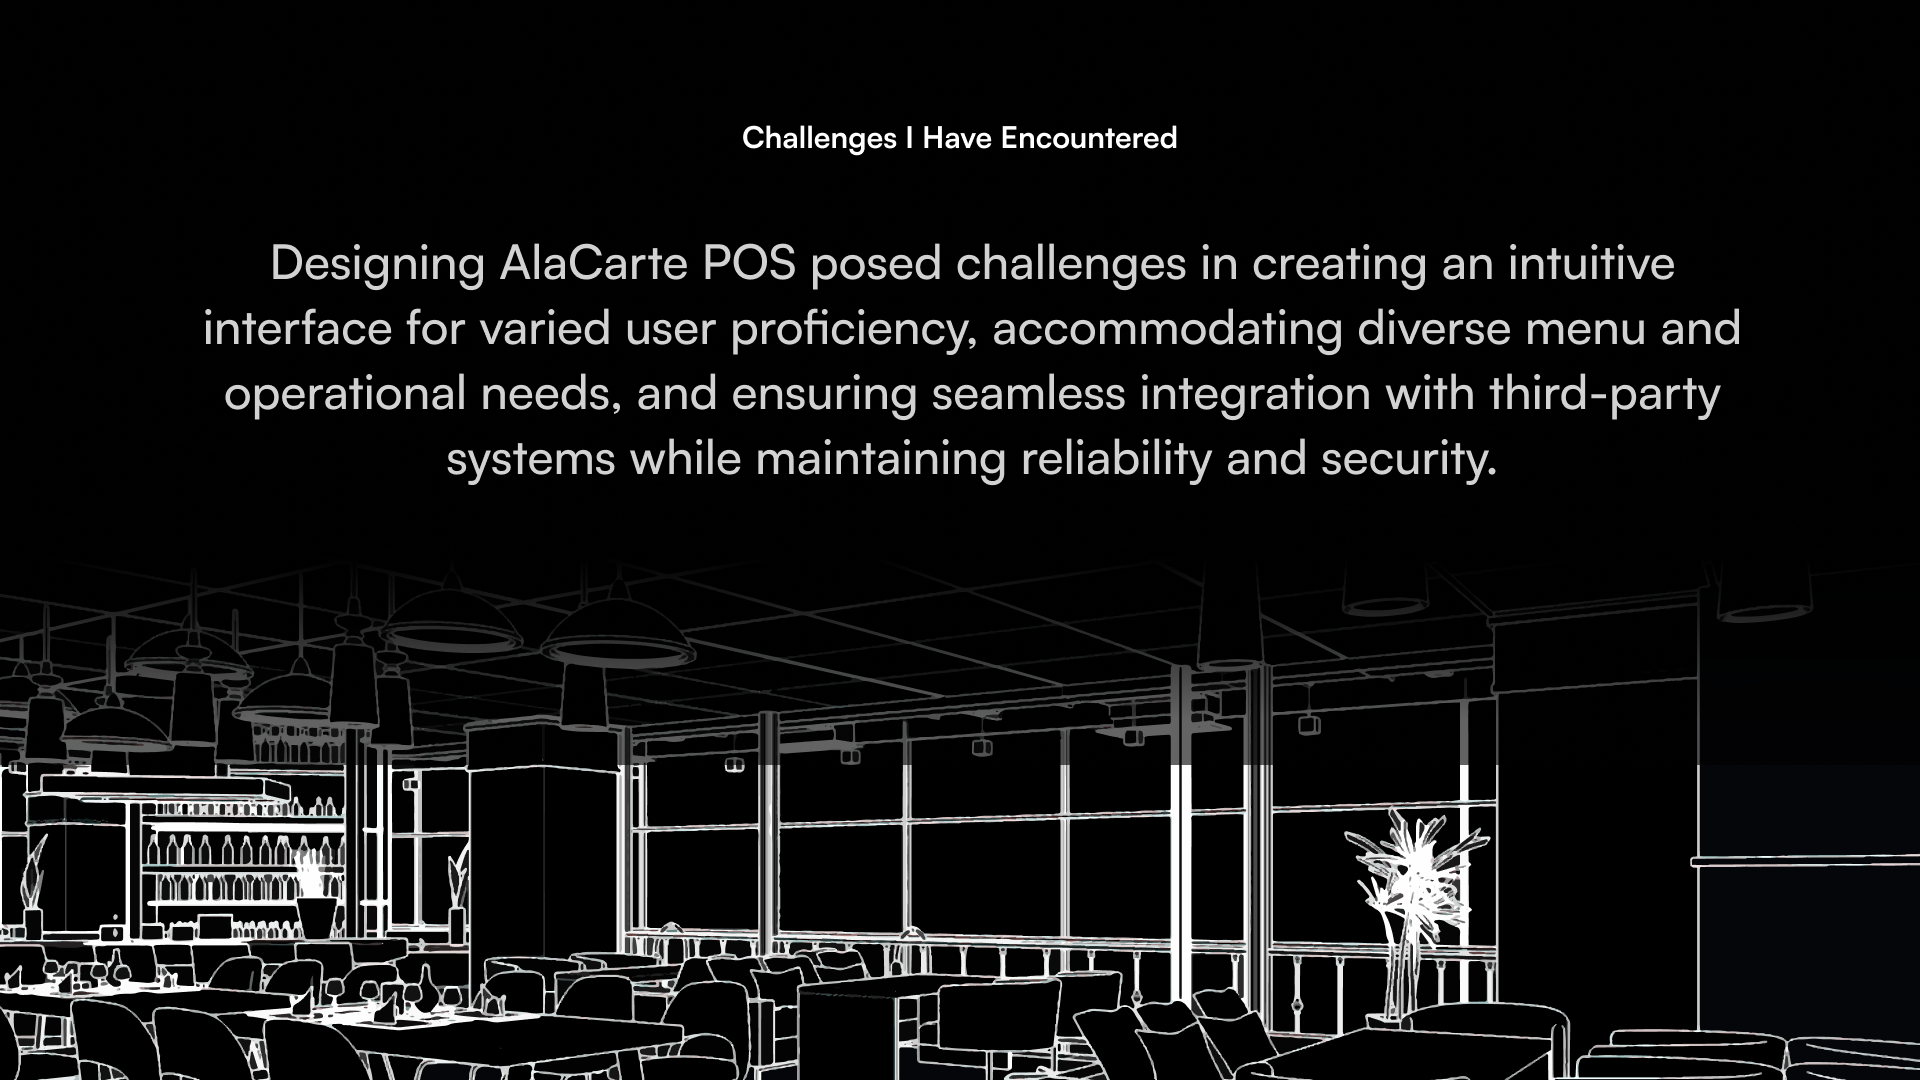 Challenges I Have Encountered
Designing AlaCarte POS posed challenges in creating an intuitive
interface for varied user proficiency, accommodating diverse menu and
operational needs, and ensuring seamless integration with third-party
systems while maintaining reliability and security.